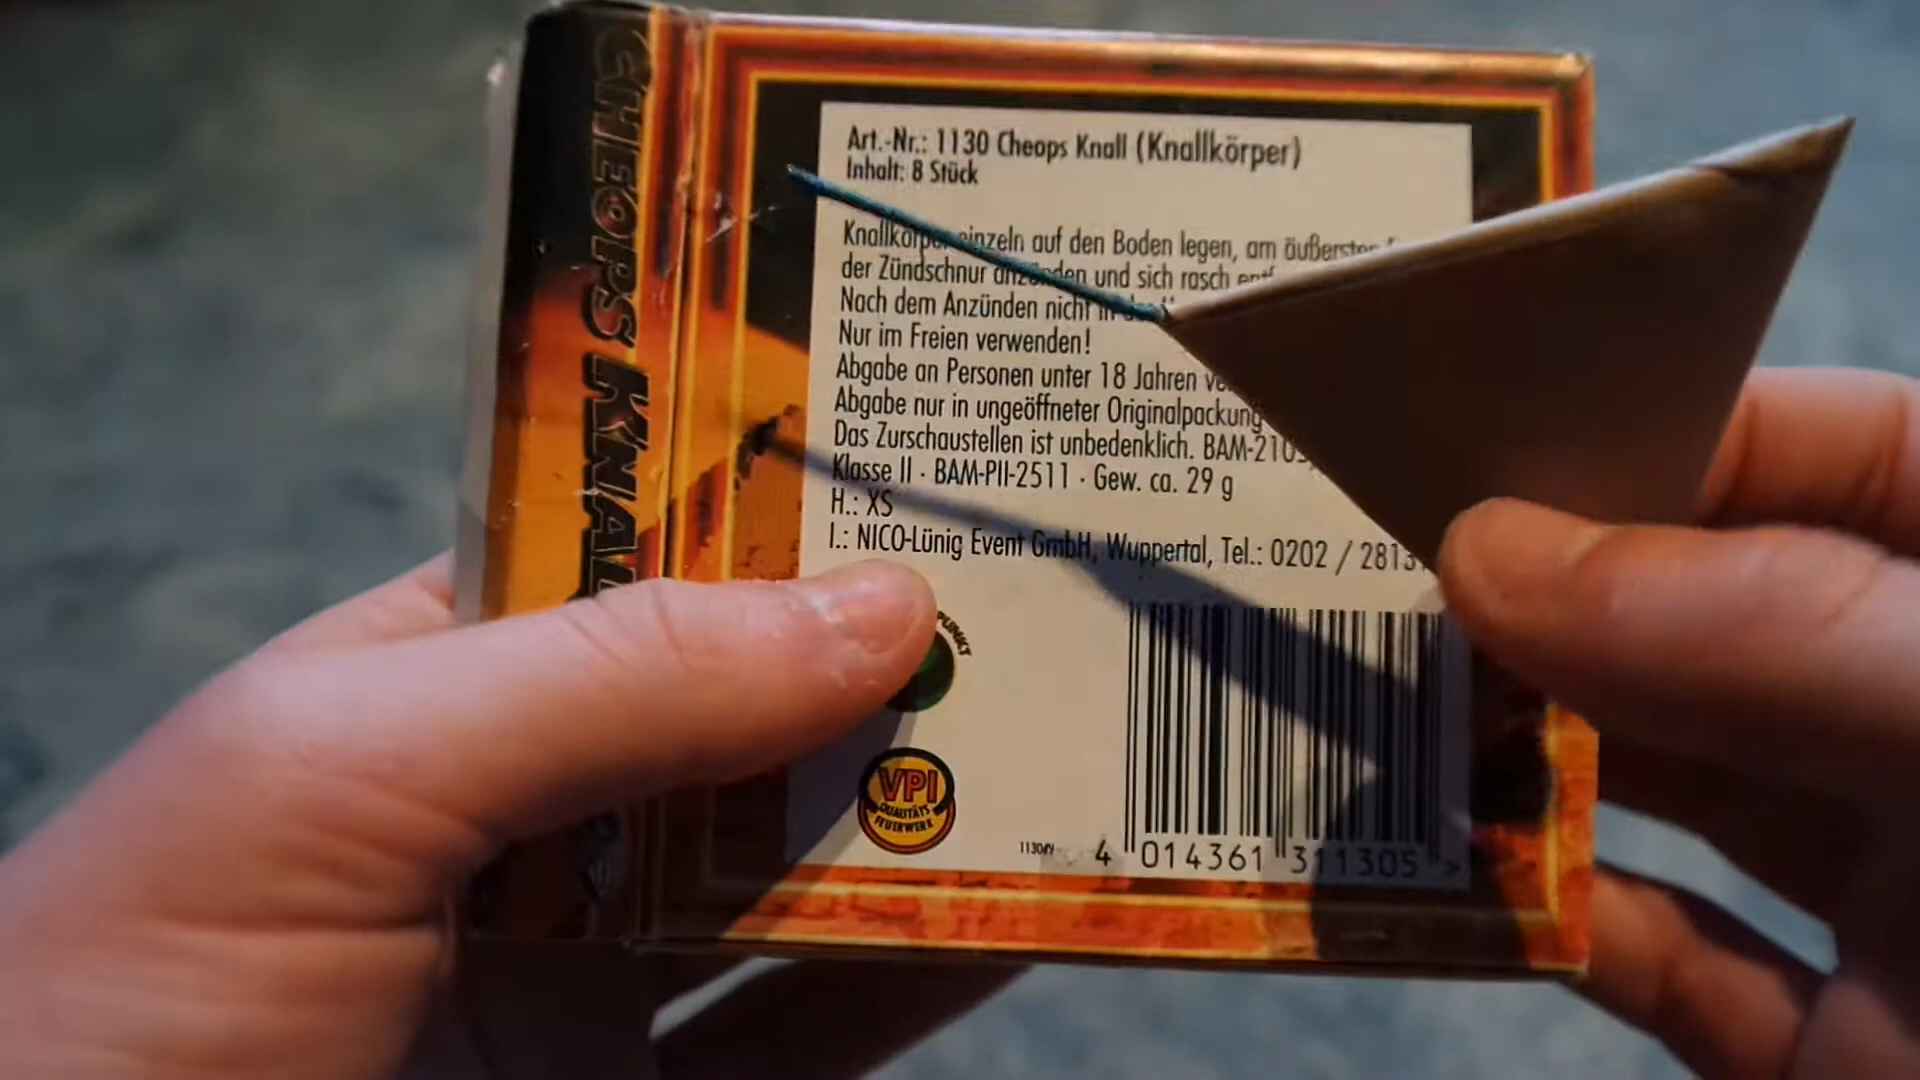 CHEOPS KNALL
Art.-Nr.: 1130 Cheops Knall (Knallkörper)
Inhalt: 8 Stück
Knallkörper einzeln auf den Boden legen, am äußersten
der Zündschnur anzünden und sich rasch
Nach dem Anzünden nicht in
Nur im Freien verwenden!
Abgabe an Personen unter 18 Jahren
Abgabe nur in ungeöffneter Originalpackung
Das Zurschaustellen ist unbedenklich. BAM-210
Klasse II · BAM-PII-2511 · Gew. ca. 29 g
H.: XS
I.: NICO-Lünig Event GmbH, Wuppertal, Tel.: 0202 / 2813
PUNKT
VPI
QUALITÄTS
FEUERWERK
4 014361 311305 >